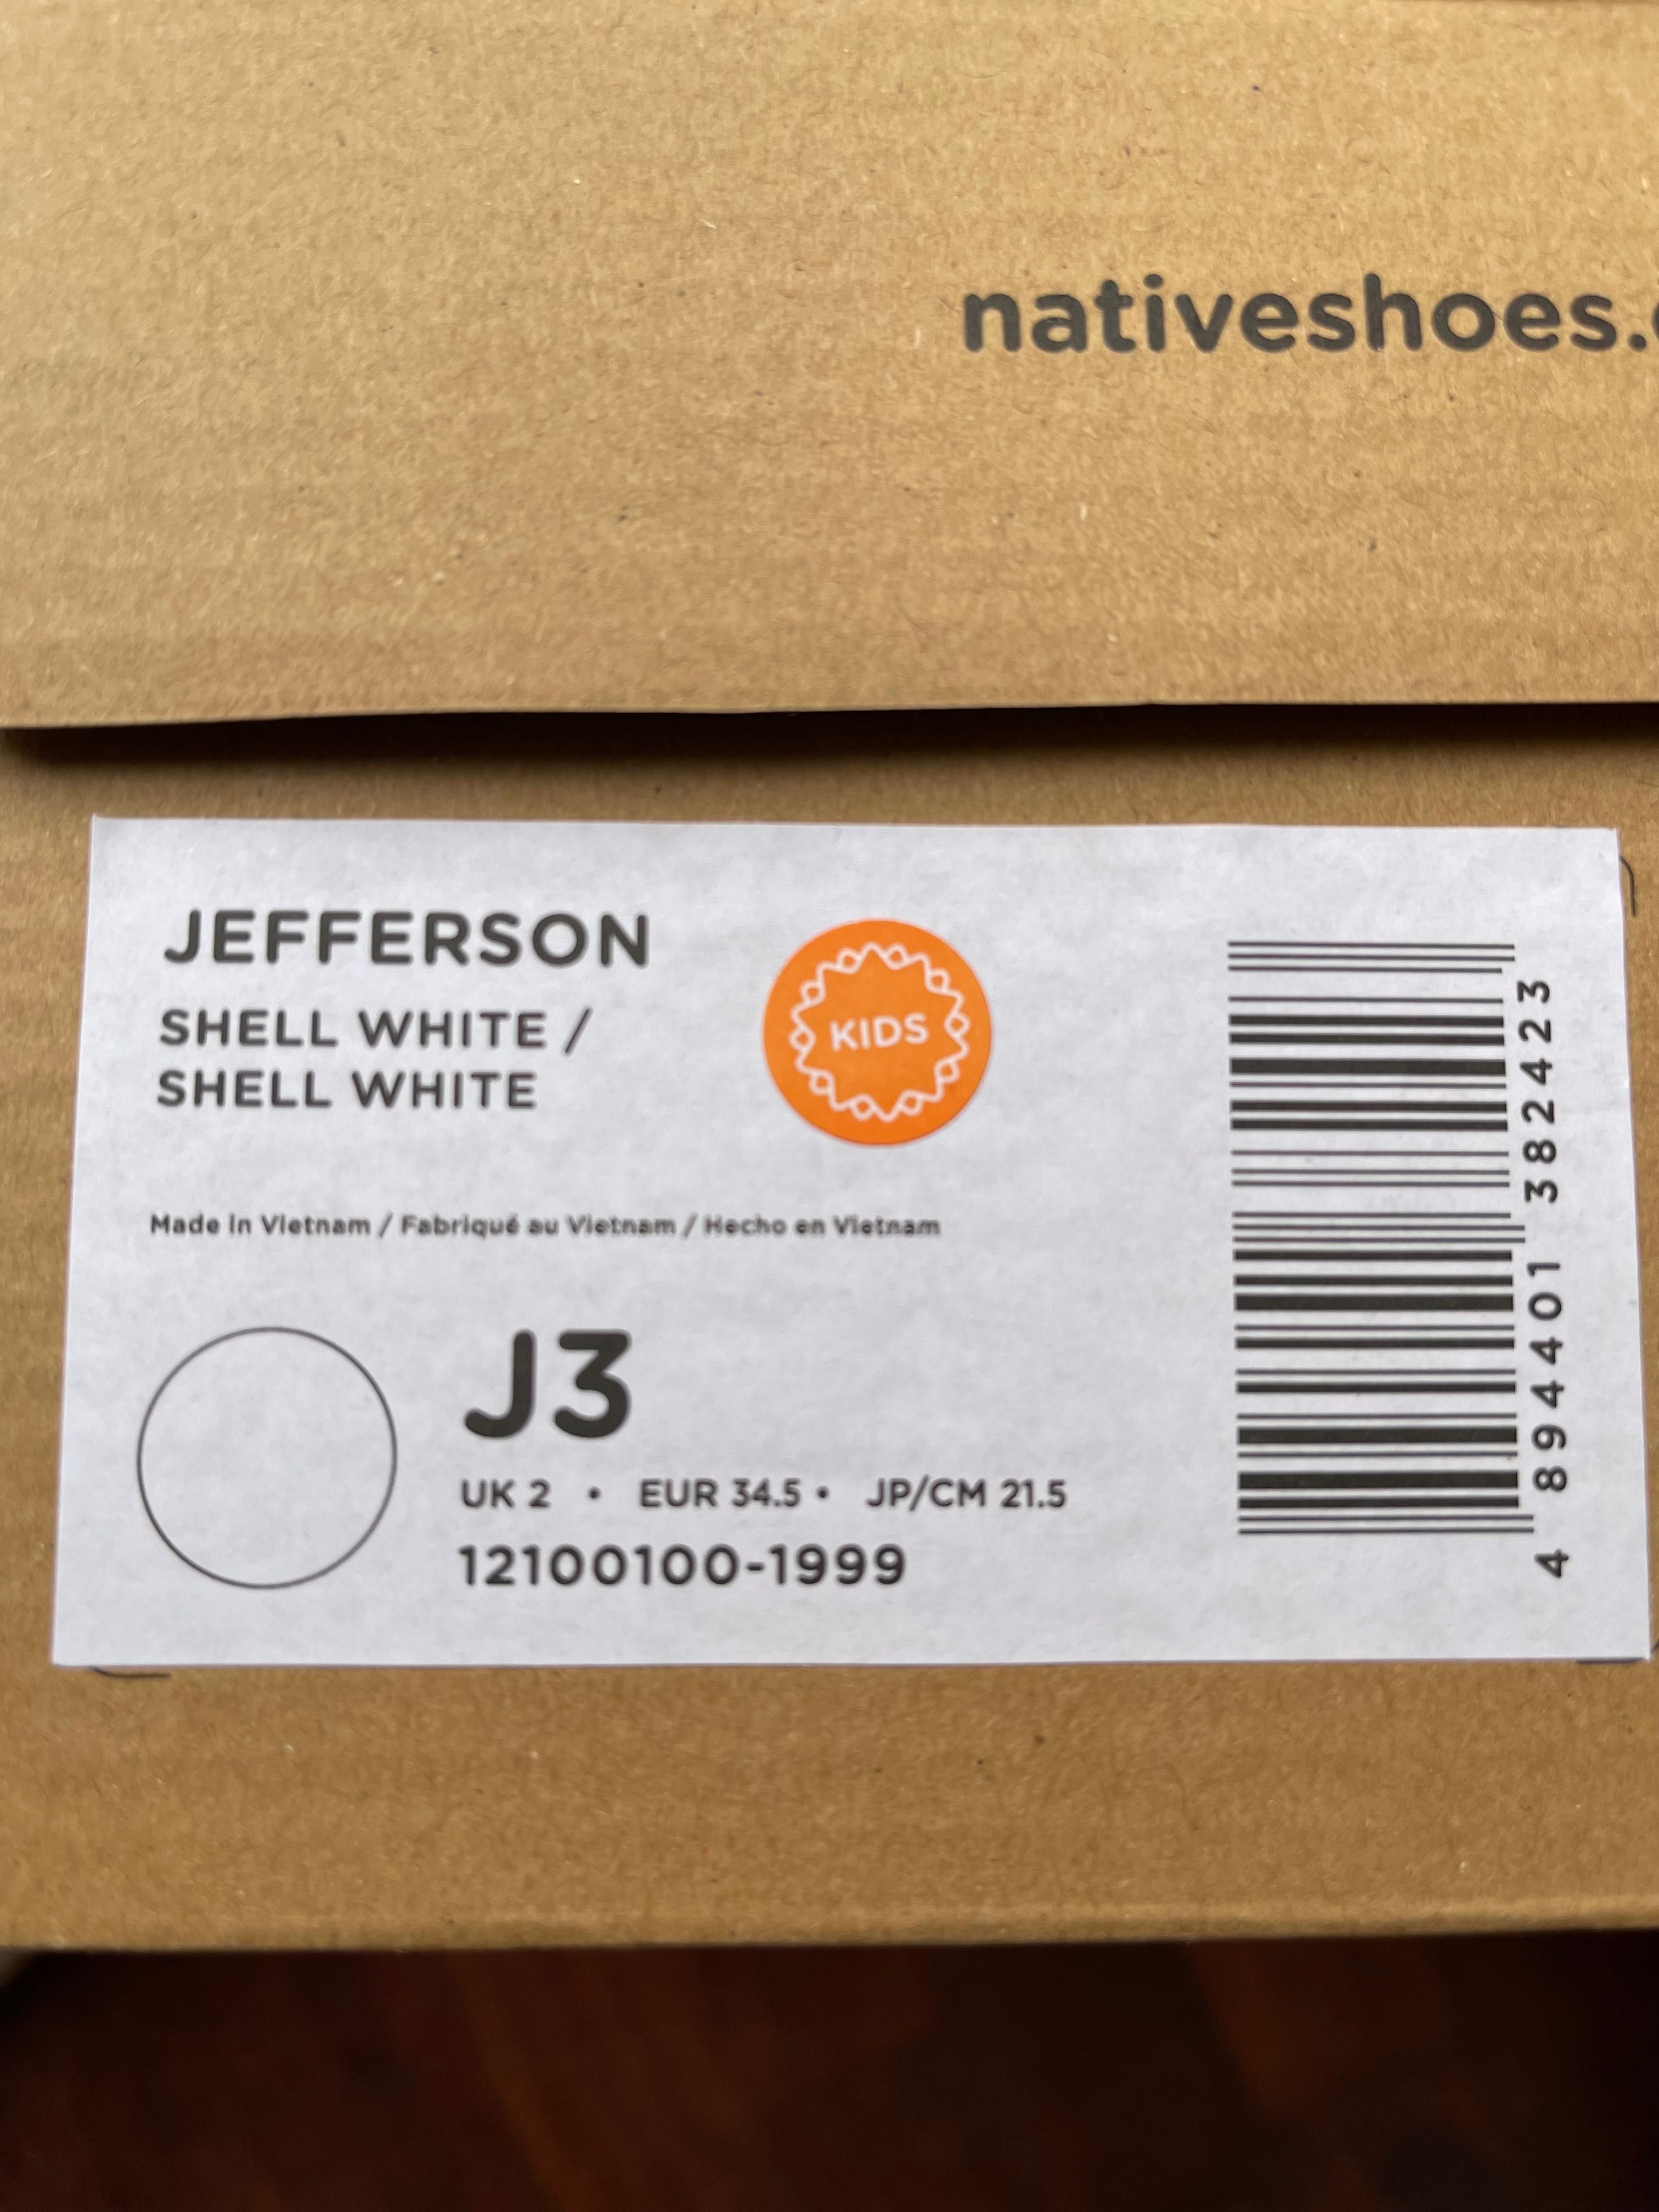 nativeshoes.
JEFFERSON
SHELL WHITE /
SHELL WHITE
KIDS
Made in Vietnam / Fabriqué au Vietnam / Hecho en Vietnam
J3
UK 2 • EUR 34.5 • JP/CM 21.5
12100100-1999
4 894401 382423